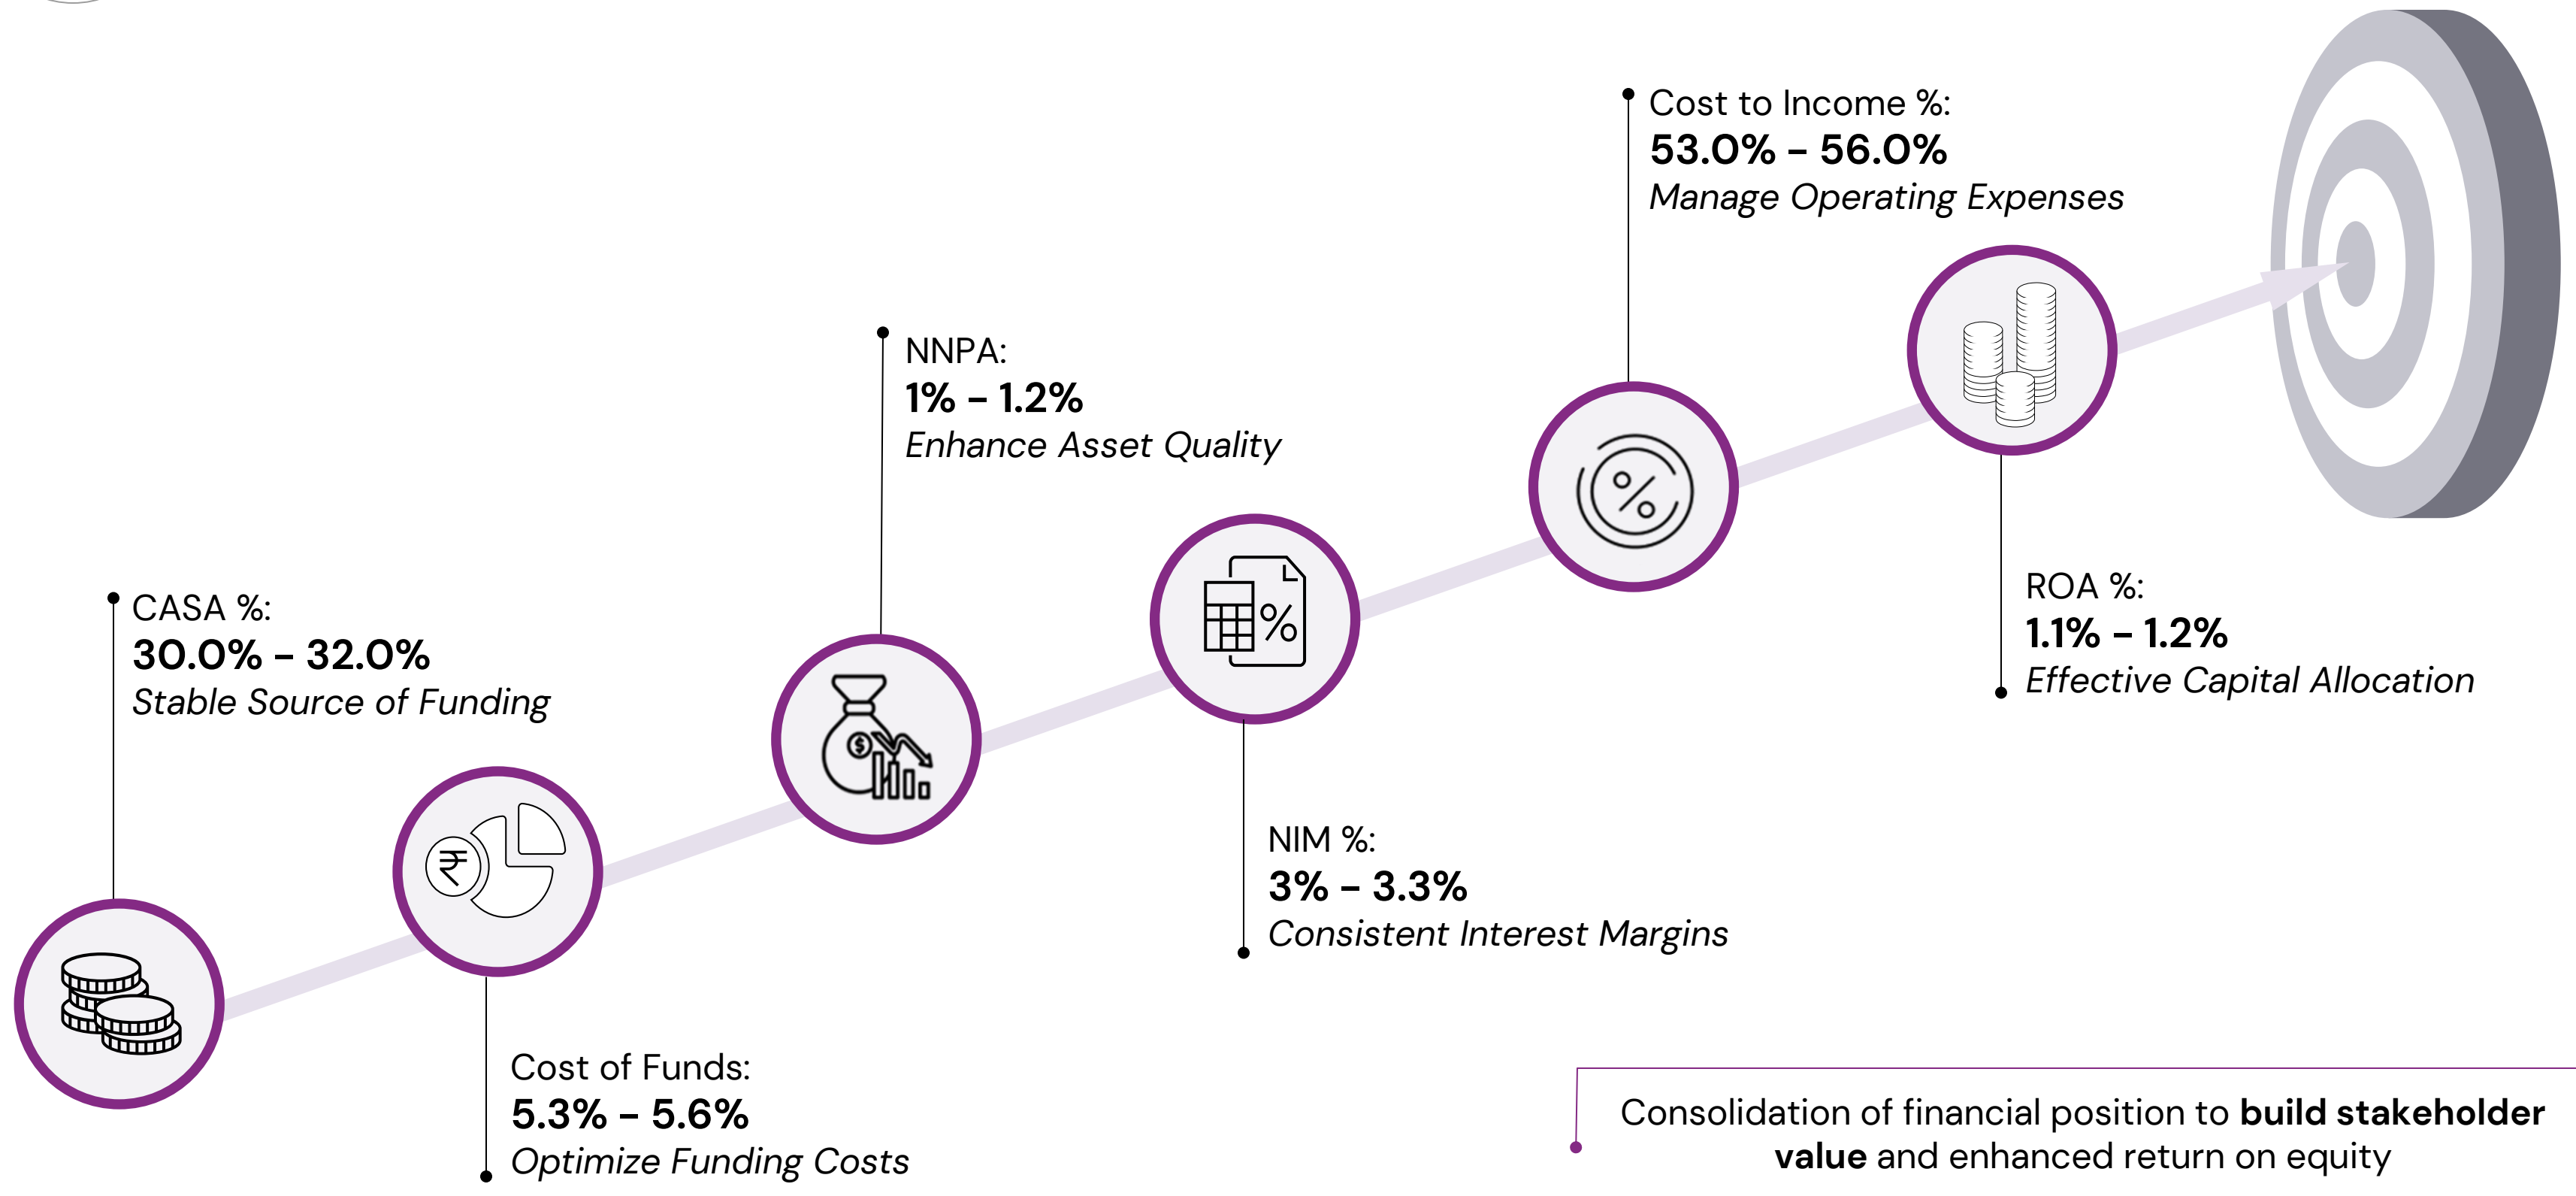 CASA %:
30.0% – 32.0%
Stable Source of Funding
Cost of Funds:
5.3% – 5.6%
Optimize Funding Costs
NNPA:
1% – 1.2%
Enhance Asset Quality
NIM %:
3% – 3.3%
Consistent Interest Margins
Cost to Income %:
53.0% – 56.0%
Manage Operating Expenses
ROA %:
1.1% – 1.2%
Effective Capital Allocation
Consolidation of financial position to build stakeholder
value and enhanced return on equity
₹
$
%
%